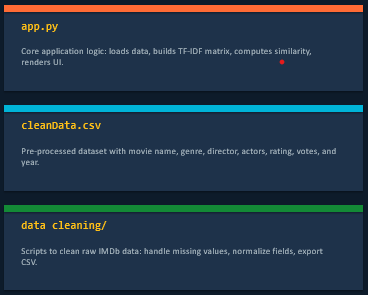 app.py
Core application logic: loads data, builds TF-IDF matrix, computes similarity,
renders UI.
cleanData.csv
Pre-processed dataset with movie name, genre, director, actors, rating, votes, and
year.
data cleaning/
Scripts to clean raw IMDb data: handle missing values, normalize fields, export
CSV.